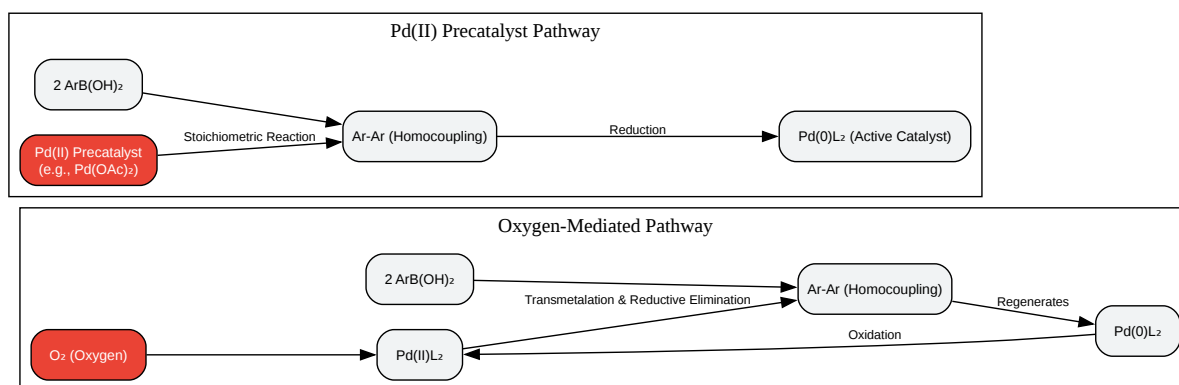 Pd(II) Precatalyst Pathway
2 ArB(OH)₂
Pd(II) Precatalyst
(e.g., Pd(OAc)₂)
Stoichiometric Reaction
Ar-Ar (Homocoupling)
Reduction
Pd(0)L₂ (Active Catalyst)
Oxygen-Mediated Pathway
2 ArB(OH)₂
O₂ (Oxygen)
Pd(II)L₂
Transmetalation & Reductive Elimination
Ar-Ar (Homocoupling)
Regenerates
Pd(0)L₂
Oxidation